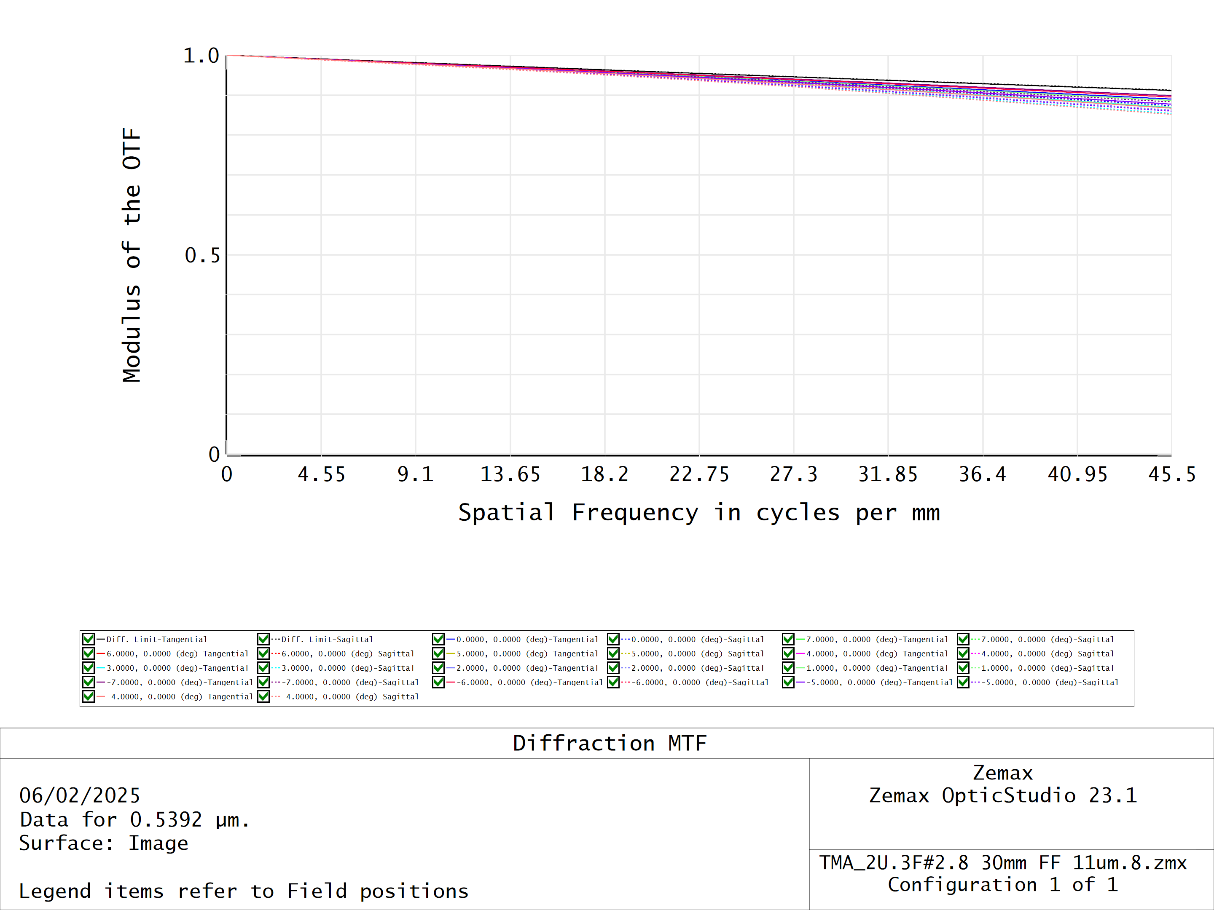 1.0
0.5
0
Modulus of the OTF
0 4.55 9.1 13.65 18.2 22.75 27.3 31.85 36.4 40.95 45.5
Spatial Frequency in cycles per mm
Diff. Limit-Tangential Diff. Limit-Sagittal 0.0000, 0.0000 (deg)-Tangential 0.0000, 0.0000 (deg)-Sagittal 7.0000, 0.0000 (deg)-Tangential 7.0000, 0.0000 (deg)-Sagittal
6.0000, 0.0000 (deg)-Tangential 6.0000, 0.0000 (deg)-Sagittal 5.0000, 0.0000 (deg)-Tangential 5.0000, 0.0000 (deg)-Sagittal 4.0000, 0.0000 (deg)-Tangential 4.0000, 0.0000 (deg)-Sagittal
3.0000, 0.0000 (deg)-Tangential 3.0000, 0.0000 (deg)-Sagittal 2.0000, 0.0000 (deg)-Tangential 2.0000, 0.0000 (deg)-Sagittal 1.0000, 0.0000 (deg)-Tangential 1.0000, 0.0000 (deg)-Sagittal
-7.0000, 0.0000 (deg)-Tangential -7.0000, 0.0000 (deg)-Sagittal -6.0000, 0.0000 (deg)-Tangential -6.0000, 0.0000 (deg)-Sagittal -5.0000, 0.0000 (deg)-Tangential -5.0000, 0.0000 (deg)-Sagittal
-4.0000, 0.0000 (deg)-Tangential -4.0000, 0.0000 (deg)-Sagittal
Diffraction MTF
06/02/2025
Data for 0.5392 µm.
Surface: Image
Legend items refer to Field positions
Zemax
Zemax OpticStudio 23.1
TMA_2U.3F#2.8 30mm FF 11um.8.zmx
Configuration 1 of 1